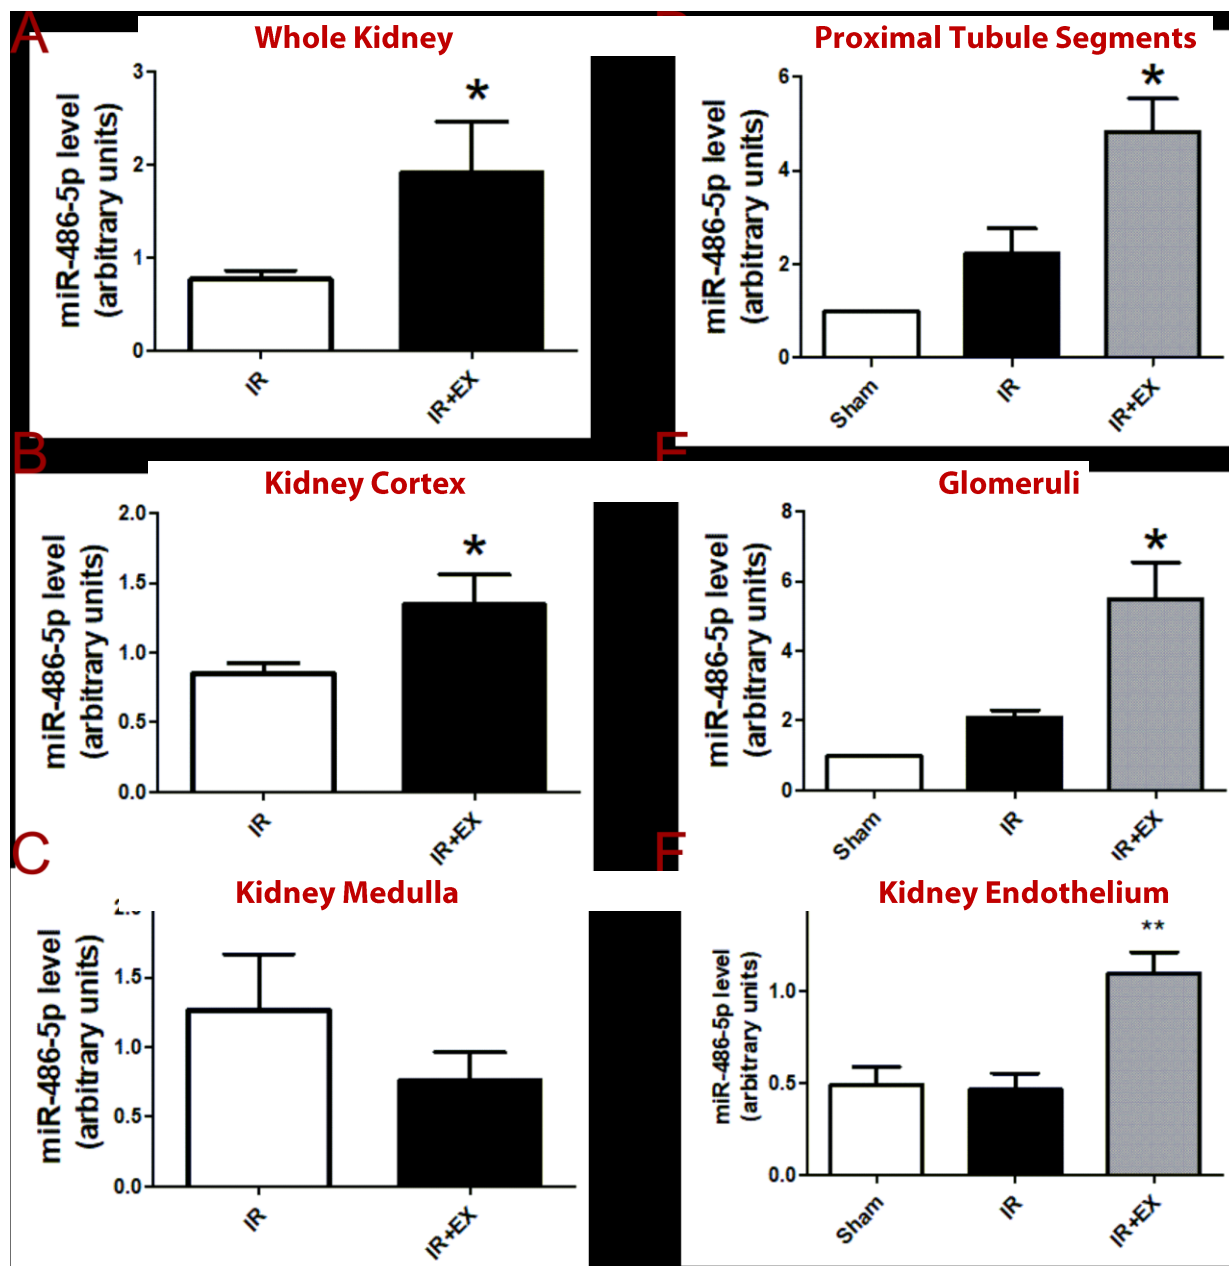 A
Whole Kidney
miR-486-5p level
(arbitrary units)
3
2
1
0
*
IR
IR+EX
Proximal Tubule Segments
miR-486-5p level
(arbitrary units)
6
4
2
0
*
Sham
IR
IR+EX
B
Kidney Cortex
miR-486-5p level
(arbitrary units)
2.0
1.5
1.0
0.5
0.0
*
IR
IR+EX
Glomeruli
miR-486-5p level
(arbitrary units)
8
6
4
2
0
*
Sham
IR
IR+EX
C
Kidney Medulla
miR-486-5p level
(arbitrary units)
1.5
1.0
0.5
0.0
IR
IR+EX
F
Kidney Endothelium
miR-486-5p level
(arbitrary units)
1.0
0.5
0.0
**
Sham
IR
IR+EX